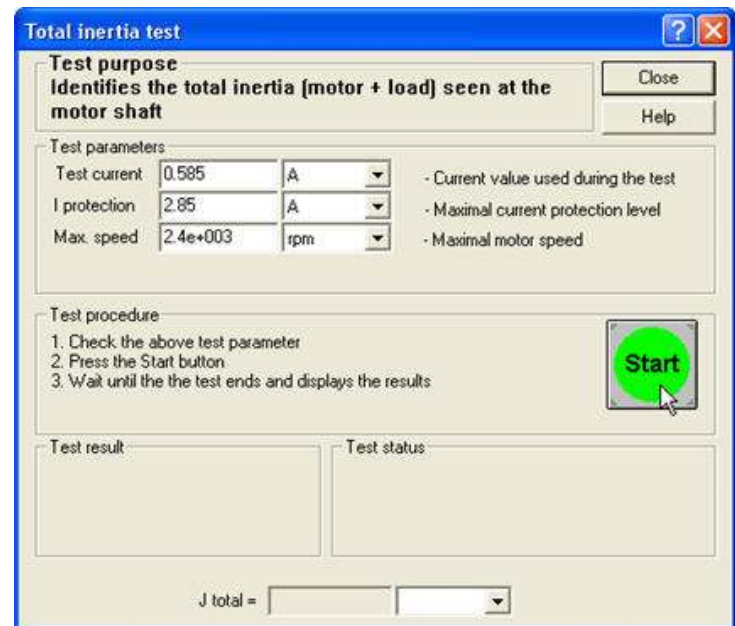 Total inertia test
Test purpose
Identifies the total inertia (motor + load) seen at the
motor shaft
Close
Help
Test parameters
Test current 0.585 A - Current value used during the test
I protection 2.85 A - Maximal current protection level
Max. speed 2.4e+003 rpm - Maximal motor speed
Test procedure
1. Check the above test parameter
2. Press the Start button
3. Wait until the the test ends and displays the results
Start
Test result
Test status
J total =